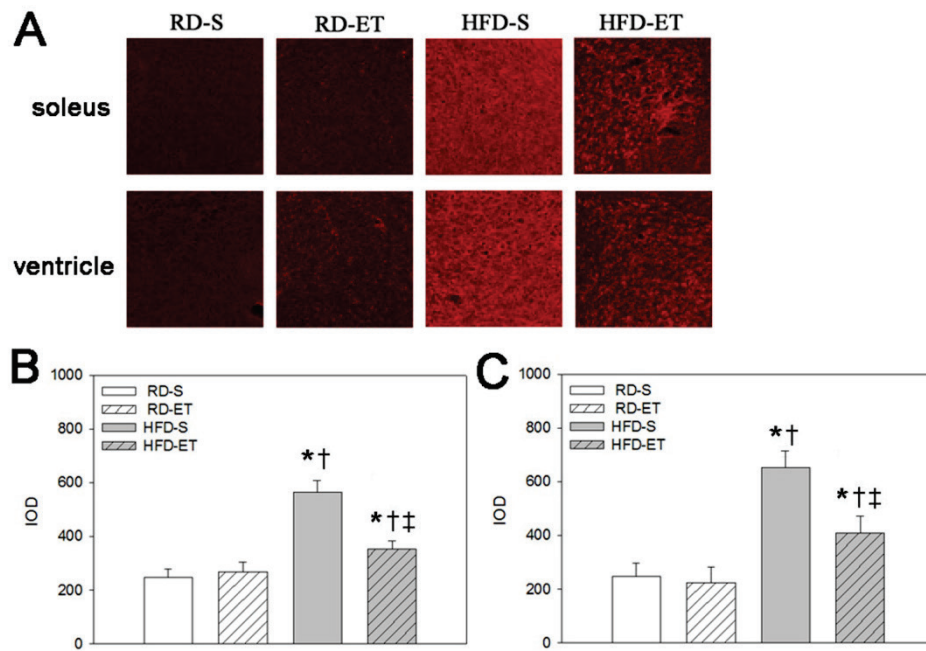 A
RD-S RD-ET HFD-S HFD-ET
soleus
ventricle
B
1000
800
600
400
200
0
IOD
RD-S
RD-ET
HFD-S
HFD-ET
*†
*†‡
C
1000
800
600
400
200
0
IOD
RD-S
RD-ET
HFD-S
HFD-ET
*†
*†‡